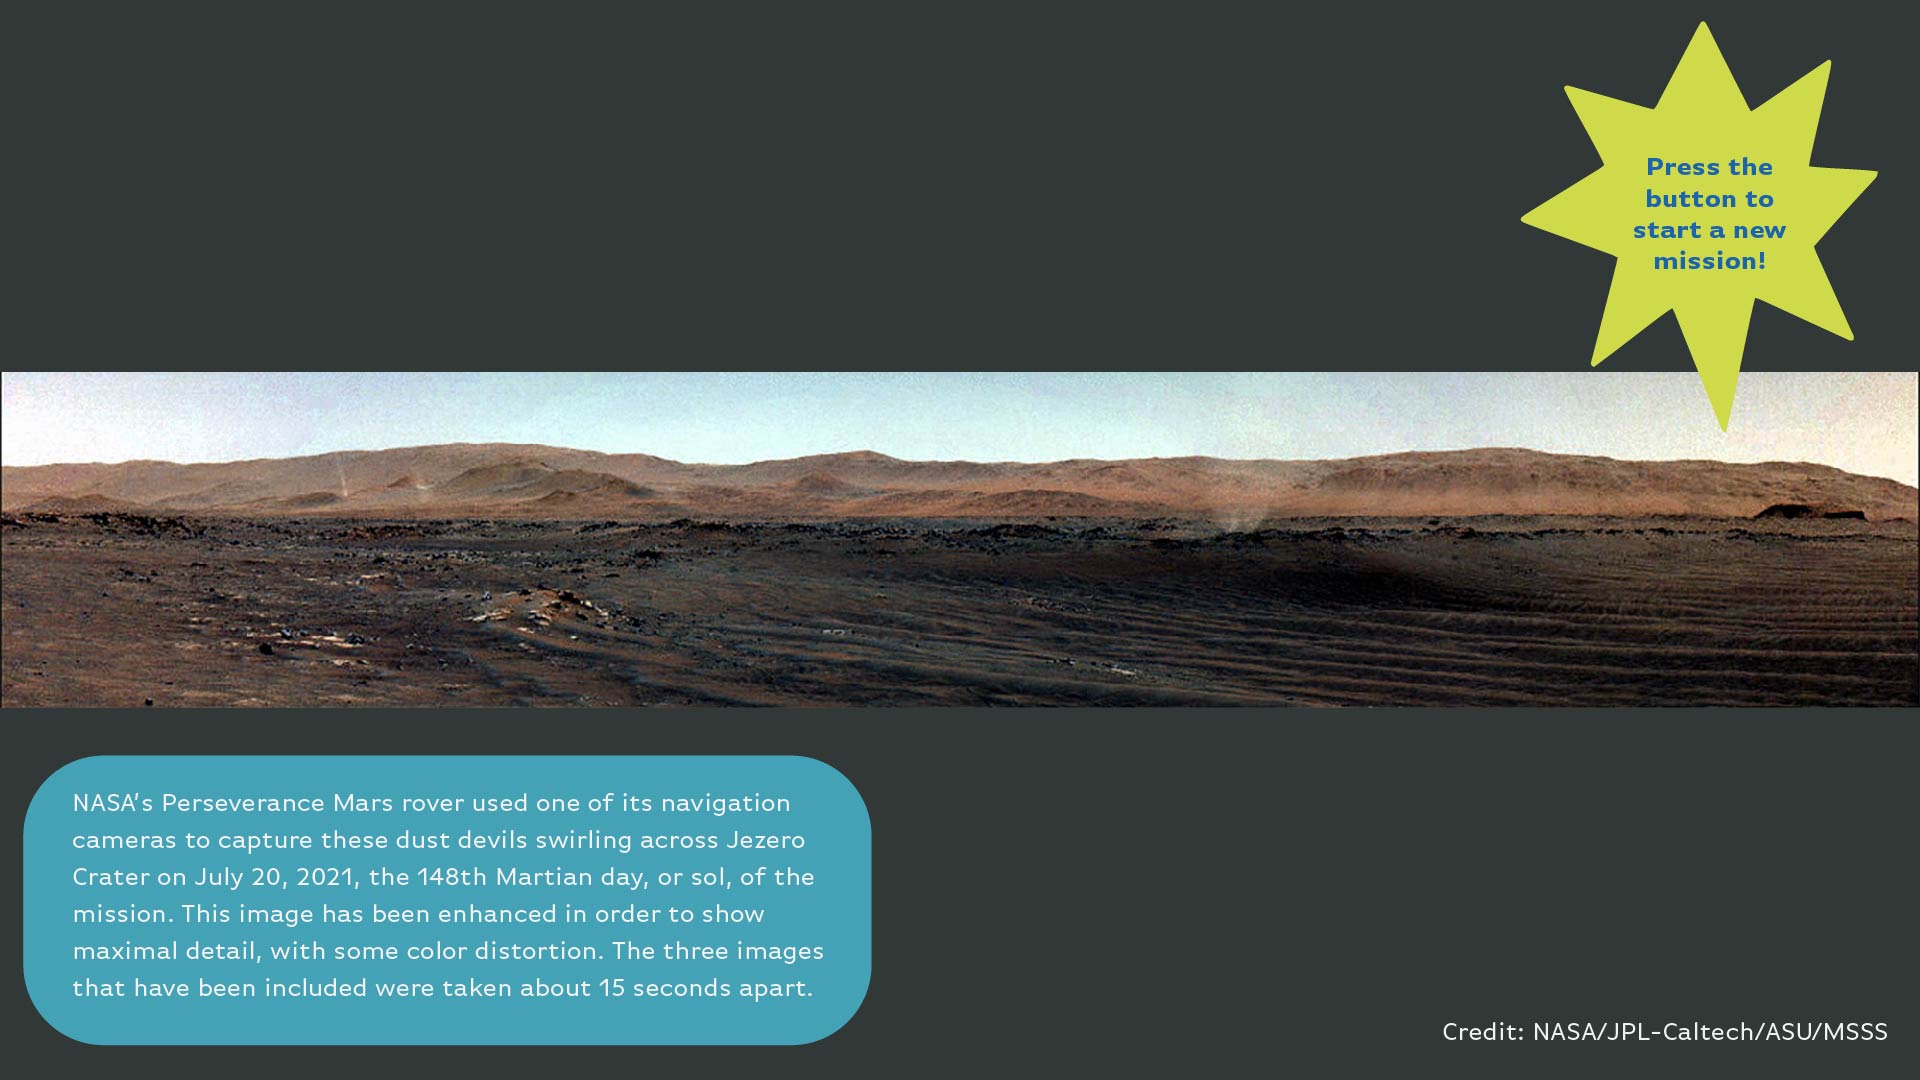 Press the
button to
start a new
mission!
NASA's Perseverance Mars rover used one of its navigation
cameras to capture these dust devils swirling across Jezero
Crater on July 20, 2021, the 148th Martian day, or sol, of the
mission. This image has been enhanced in order to show
maximal detail, with some color distortion. The three images
that have been included were taken about 15 seconds apart.
Credit: NASA/JPL-Caltech/ASU/MSSS